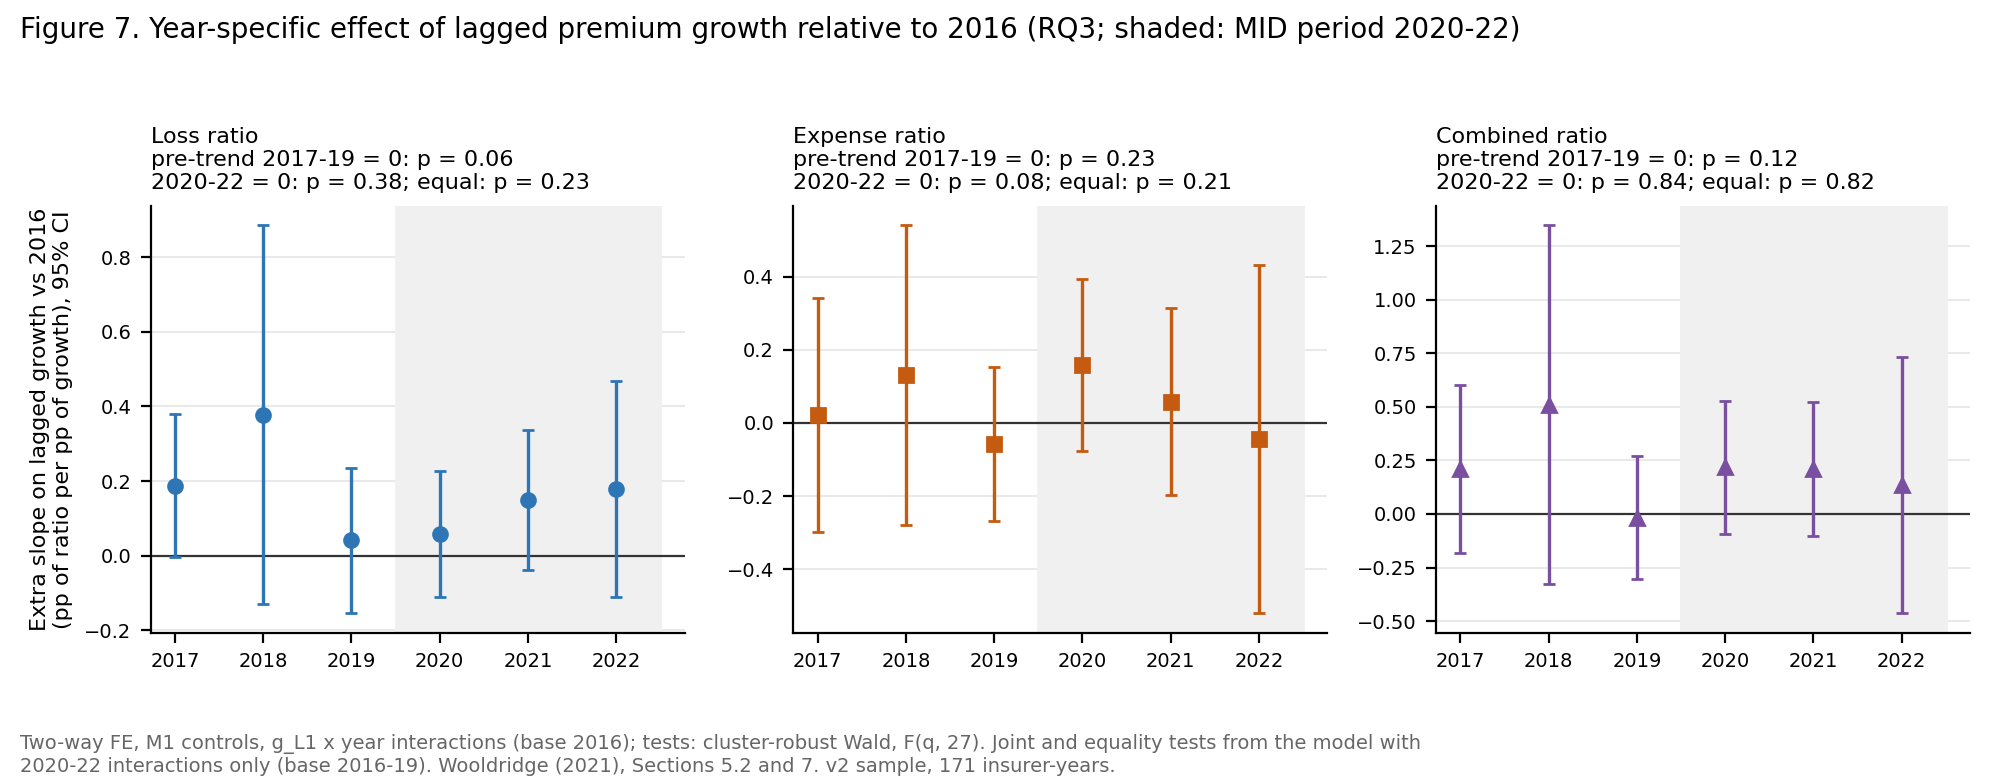 Figure 7. Year-specific effect of lagged premium growth relative to 2016 (RQ3; shaded: MID period 2020-22)
Loss ratio
pre-trend 2017-19 = 0: p = 0.06
2020-22 = 0: p = 0.38; equal: p = 0.23
Extra slope on lagged growth vs 2016
(pp of ratio per pp of growth), 95% CI
0.8
0.6
0.4
0.2
0.0
−0.2
2017
2018
2019
2020
2021
2022
Expense ratio
pre-trend 2017-19 = 0: p = 0.23
2020-22 = 0: p = 0.08; equal: p = 0.21
0.4
0.2
0.0
−0.2
−0.4
2017
2018
2019
2020
2021
2022
Combined ratio
pre-trend 2017-19 = 0: p = 0.12
2020-22 = 0: p = 0.84; equal: p = 0.82
1.25
1.00
0.75
0.50
0.25
0.00
−0.25
−0.50
2017
2018
2019
2020
2021
2022
Two-way FE, M1 controls, g_L1 x year interactions (base 2016); tests: cluster-robust Wald, F(q, 27). Joint and equality tests from the model with
2020-22 interactions only (base 2016-19). Wooldridge (2021), Sections 5.2 and 7. v2 sample, 171 insurer-years.